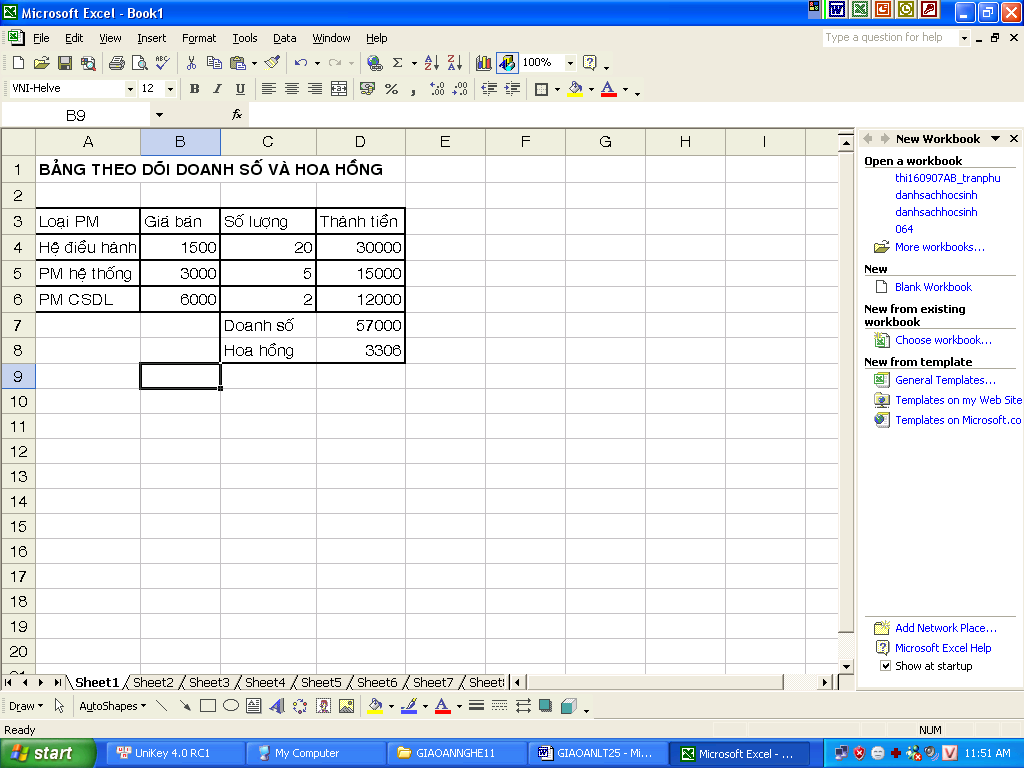 Microsoft Excel - Book1
File Edit View Insert Format Tools Data Window Help
Type a question for help
100%
VNI-Helve 12 B I U
B9 fx
A B C D E F G H I
1 BẢNG THEO DÕI DOANH SỐ VÀ HOA HỒNG
2
3 Loại PM Giá bán Số lượng Thành tiền
4 Hệ điều hành 1500 20 30000
5 PM hệ thống 3000 5 15000
6 PM CSDL 6000 2 12000
7 Doanh số 57000
8 Hoa hồng 3306
9
10
11
12
13
14
15
16
17
18
19
20
21
New Workbook
Open a workbook
thi160907AB_tranphu
danhsachhocsinh
danhsachhocsinh
064
More workbooks...
New
Blank Workbook
New from existing
workbook
Choose workbook...
New from template
General Templates...
Templates on my Web Site
Templates on Microsoft.co
Add Network Place...
Microsoft Excel Help
Show at startup
Sheet1 Sheet2 Sheet3 Sheet4 Sheet5 Sheet6 Sheet7 Sheet
Draw AutoShapes
Ready NUM
start UniKey 4.0 RC1 My Computer GIAOANNGHE11 GIAOANLT25 - Mi... Microsoft Excel - ... 11:51 AM